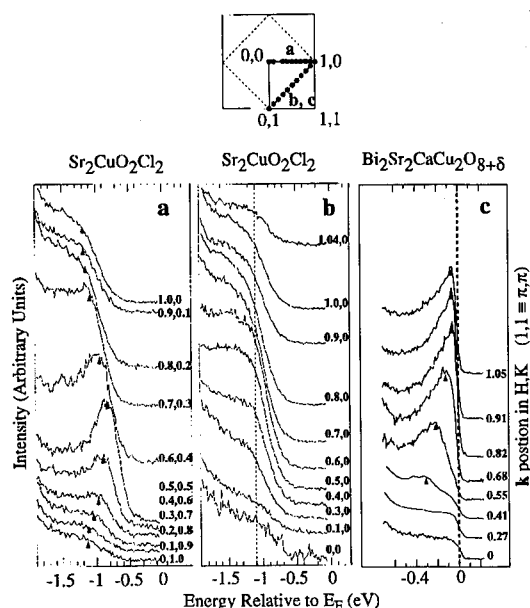 0,0
a
1,0
b, c
0,1
1,1
Sr2CuO2Cl2
Sr2CuO2Cl2
Bi2Sr2CaCu2O8+δ
a
b
c
Intensity (Arbitrary Units)
1.0,0
0.9,0.1
0.8,0.2
0.7,0.3
0.6,0.4
0.5,0.5
0.4,0.6
0.3,0.7
0.2,0.8
0.1,0.9
0,1.0
1.04,0
1.0,0
0.9,0
0.8,0
0.7,0
0.6,0
0.5,0
0.4,0
0.3,0
0.1,0
0,0
1.05
0.91
0.82
0.68
0.55
0.41
0.27
0
k postion in H,K (1,1 ≡ π,π)
-1.5 -1 -0.5 0
-1.5 -1 -0.5 0
-0.4 0
Energy Relative to EF (eV)